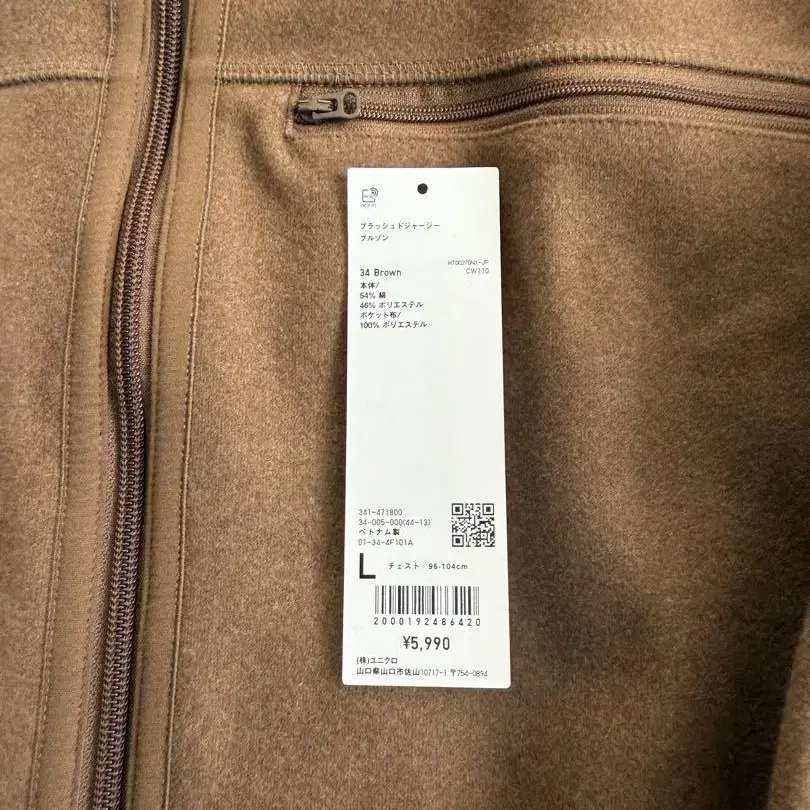 ブラッシュドジャージー
ブルゾン
HT00270NX-JP
34 Brown
CW110
本体/
54% 綿
46% ポリエステル
ポケット布/
100% ポリエステル
341-471800
34-005-000(44-13)
ベトナム製
01-34-4F101A
L チェスト 96-104cm
2000192486420
¥5,990
(株)ユニクロ
山口県山口市佐山10717-1 〒754-0894